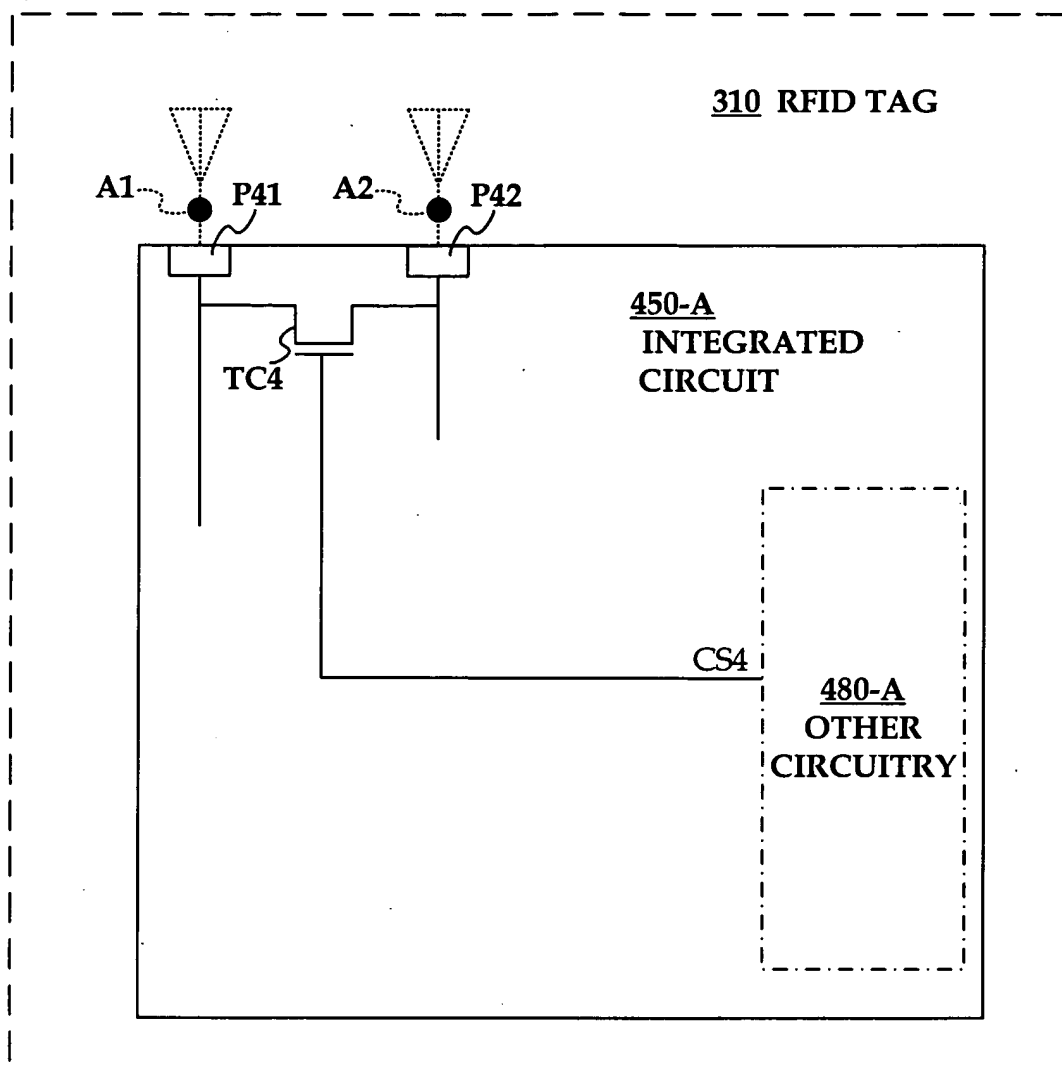 310 RFID TAG
A1
P41
A2
P42
450-A
INTEGRATED
CIRCUIT
TC4
CS4
480-A
OTHER
CIRCUITRY